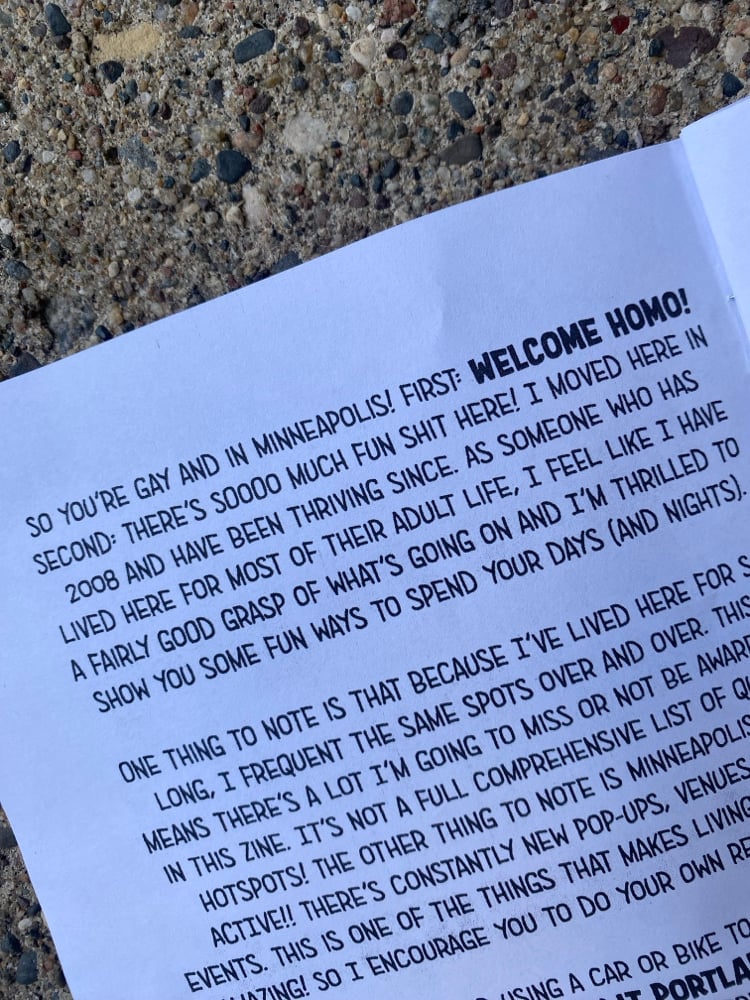 SO YOU'RE GAY AND IN MINNEAPOLIS! FIRST: WELCOME HOMO!
SECOND: THERE'S SOOOO MUCH FUN SHIT HERE! I MOVED HERE IN
2008 AND HAVE BEEN THRIVING SINCE. AS SOMEONE WHO HAS
LIVED HERE FOR MOST OF THEIR ADULT LIFE, I FEEL LIKE I HAVE
A FAIRLY GOOD GRASP OF WHAT'S GOING ON AND I'M THRILLED TO
SHOW YOU SOME FUN WAYS TO SPEND YOUR DAYS (AND NIGHTS).
ONE THING TO NOTE IS THAT BECAUSE I'VE LIVED HERE FOR S
LONG, I FREQUENT THE SAME SPOTS OVER AND OVER. THIS
MEANS THERE'S A LOT I'M GOING TO MISS OR NOT BE AWAR
IN THIS ZINE. IT'S NOT A FULL COMPREHENSIVE LIST OF QU
HOTSPOTS! THE OTHER THING TO NOTE IS MINNEAPOLIS
ACTIVE!! THERE'S CONSTANTLY NEW POP-UPS, VENUES
EVENTS. THIS IS ONE OF THE THINGS THAT MAKES LIVING
AMAZING! SO I ENCOURAGE YOU TO DO YOUR OWN RE
USING A CAR OR BIKE TO
PORTLA